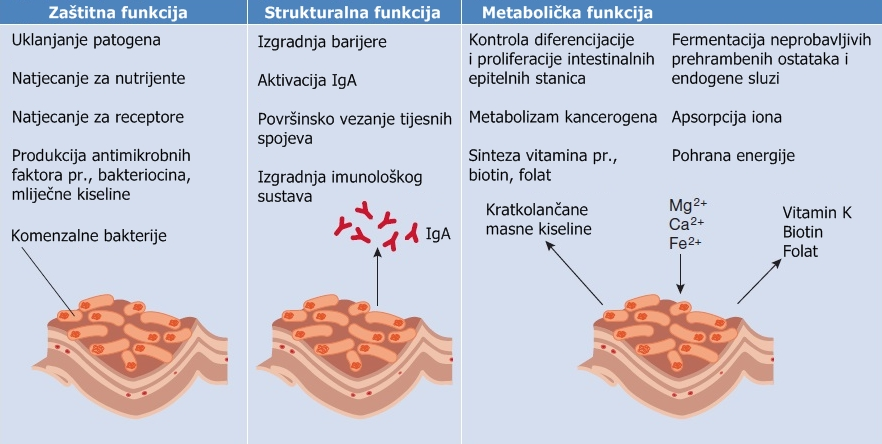 Zaštitna funkcija
Uklanjanje patogena
Natjecanje za nutrijente
Natjecanje za receptore
Produkcija antimikrobnih
faktora pr., bakteriocina,
mliječne kiseline
Komenzalne bakterije
Strukturalna funkcija
Izgradnja barijere
Aktivacija IgA
Površinsko vezanje tijesnih
spojeva
Izgradnja imunološkog
sustava
IgA
Metabolička funkcija
Kontrola diferencijacije
i proliferacije intestinalnih
epitelnih stanica
Metabolizam kancerogena
Sinteza vitamina pr.,
biotin, folat
Fermentacija neprobavljivih
prehrambenih ostataka i
endogene sluzi
Apsorpcija iona
Pohrana energije
Kratkolančane
masne kiseline
Mg2+
Ca2+
Fe2+
Vitamin K
Biotin
Folat